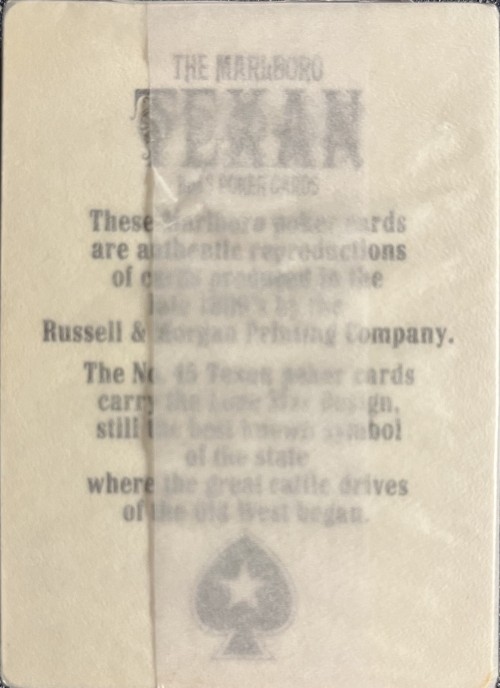 THE MARLBORO
TEXAN
No. 45 POKER CARDS
These Marlboro poker cards
are authentic reproductions
of cards produced in the
late 1800's by the
Russell & Morgan Printing Company.
The No. 45 Texan poker cards
carry the Lone Star design,
still the best known symbol
of the state
where the great cattle drives
of the Old West began.